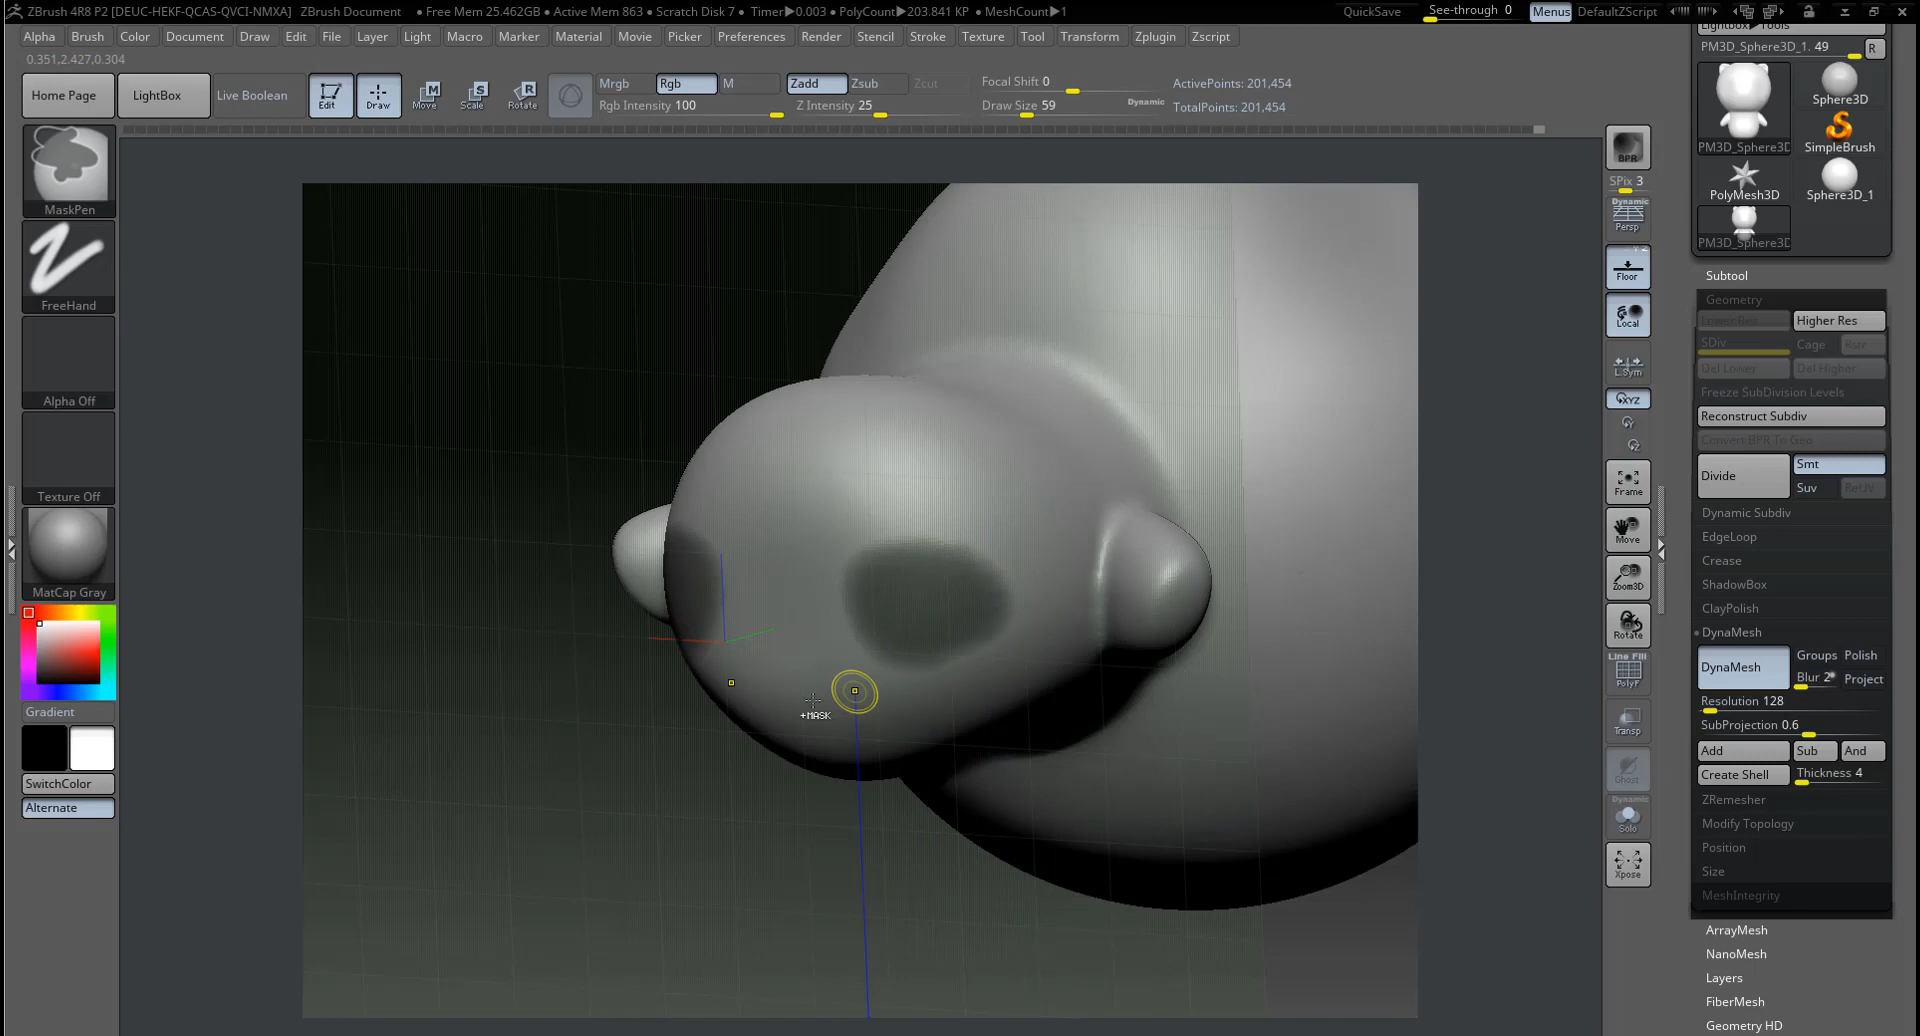 ZBrush 4R8 P2 [DEUC-HEKF-QCAS-QVCI-NMXA] ZBrush Document • Free Mem 25.462GB • Active Mem 863 • Scratch Disk 7 • Timer▶0.003 • PolyCount▶203.841 KP • MeshCount▶1 QuickSave See-through 0 Menus DefaultZScript
Alpha Brush Color Document Draw Edit File Layer Light Macro Marker Material Movie Picker Preferences Render Stencil Stroke Texture Tool Transform Zplugin Zscript
0.351,2.427,0.304
Home Page LightBox Live Boolean Edit Draw Move Scale Rotate
Mrgb Rgb M Zadd Zsub Zcut
Rgb Intensity 100 Z Intensity 25
Focal Shift 0
Draw Size 59 Dynamic
ActivePoints: 201,454
TotalPoints: 201,454
MaskPen
FreeHand
Alpha Off
Texture Off
MatCap Gray
Gradient
SwitchColor
Alternate
+MASK
BPR
SPix 3
Dynamic
Persp
Floor
Local
L.Sym
XYZ
Frame
Move
Zoom3D
Rotate
Line Fill
PolyF
Transp
Ghost
Dynamic
Solo
Xpose
Lightbox▶Tools
PM3D_Sphere3D_1. 49 R
Sphere3D
PM3D_Sphere3D SimpleBrush
PolyMesh3D Sphere3D_1
PM3D_Sphere3D
Subtool
Geometry
Lower Res Higher Res
SDiv Cage Rstr
Del Lower Del Higher
Freeze SubDivision Levels
Reconstruct Subdiv
Convert BPR To Geo
Divide Smt
Suv ReUV
Dynamic Subdiv
EdgeLoop
Crease
ShadowBox
ClayPolish
DynaMesh
DynaMesh Groups Polish
Blur 2 Project
Resolution 128
SubProjection 0.6
Add Sub And
Create Shell Thickness 4
ZRemesher
Modify Topology
Position
Size
MeshIntegrity
ArrayMesh
NanoMesh
Layers
FiberMesh
Geometry HD